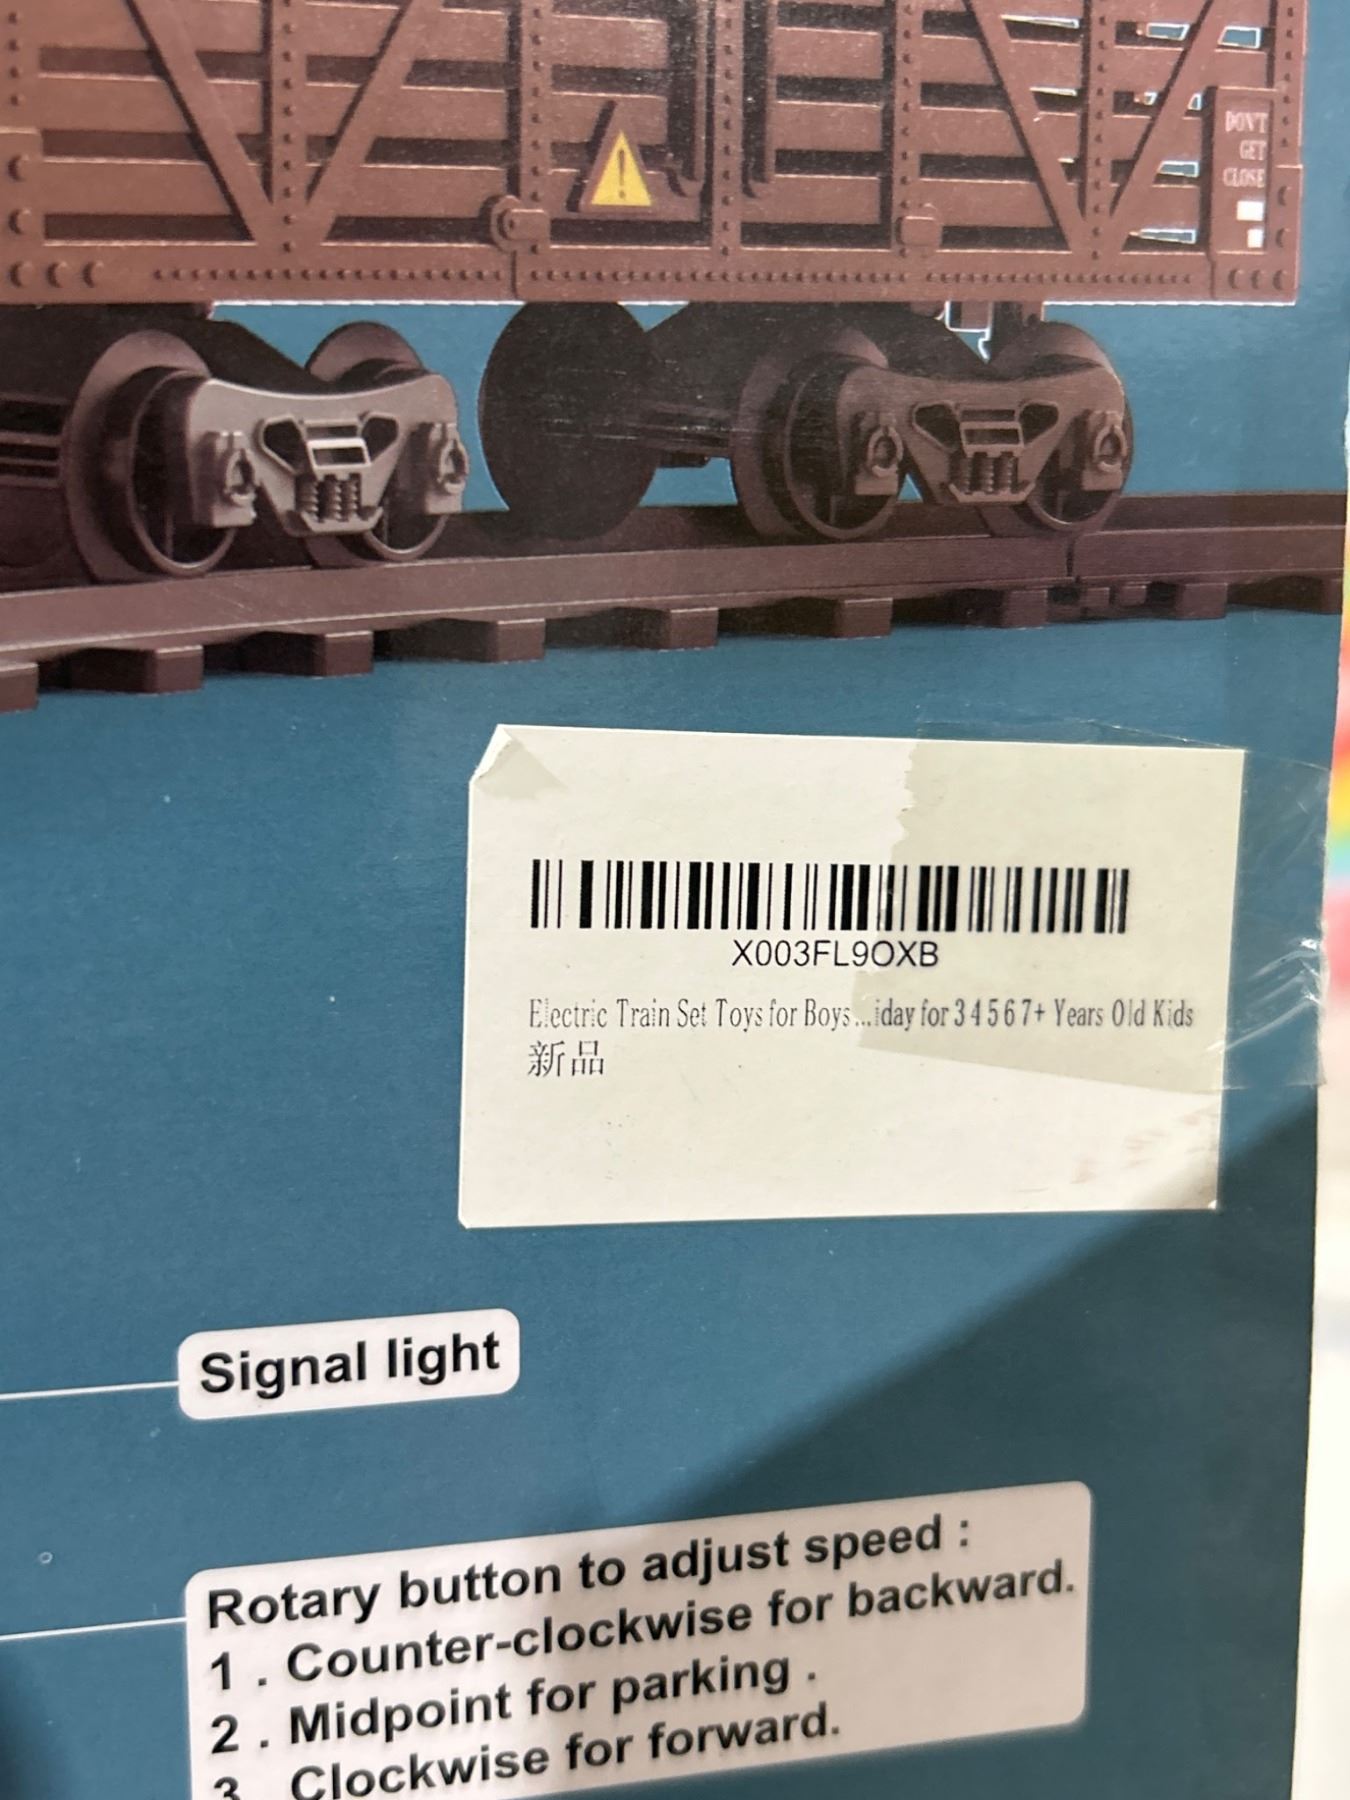 DON'T
GET
CLOSE
X003FL9OXB
Electric Train Set Toys for Boys...iday for 3 4 5 6 7+ Years Old Kids
新品
Signal light
Rotary button to adjust speed :
1 . Counter-clockwise for backward.
2 . Midpoint for parking .
3 Clockwise for forward.